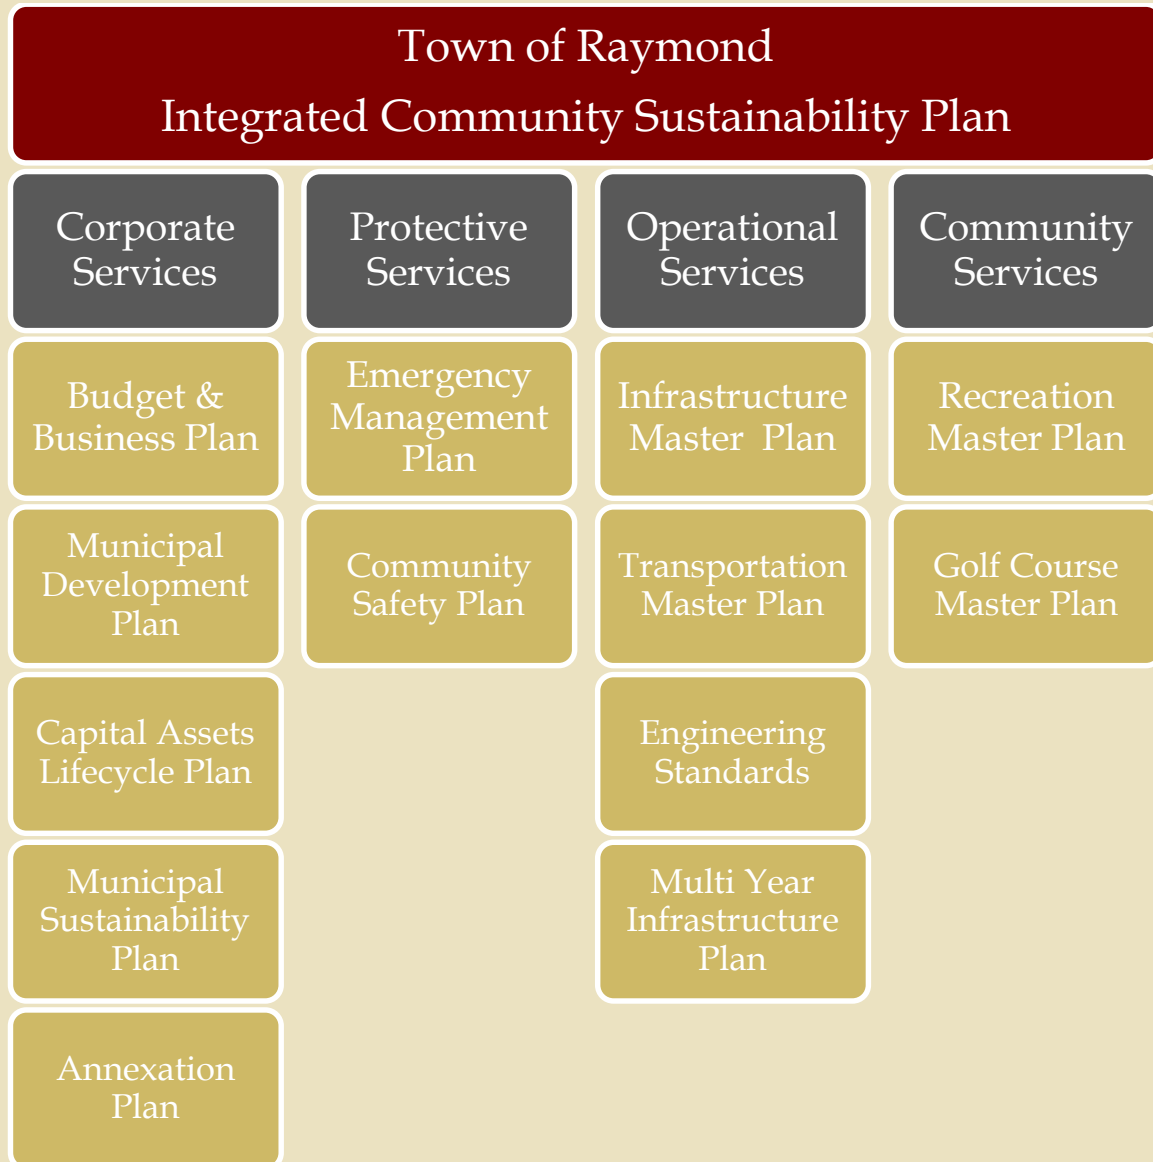 Town of Raymond
Integrated Community Sustainability Plan
Corporate
Services
Protective
Services
Operational
Services
Community
Services
Budget &
Business Plan
Emergency
Management
Plan
Infrastructure
Master Plan
Recreation
Master Plan
Municipal
Development
Plan
Community
Safety Plan
Transportation
Master Plan
Golf Course
Master Plan
Capital Assets
Lifecycle Plan
Engineering
Standards
Municipal
Sustainability
Plan
Multi Year
Infrastructure
Plan
Annexation
Plan